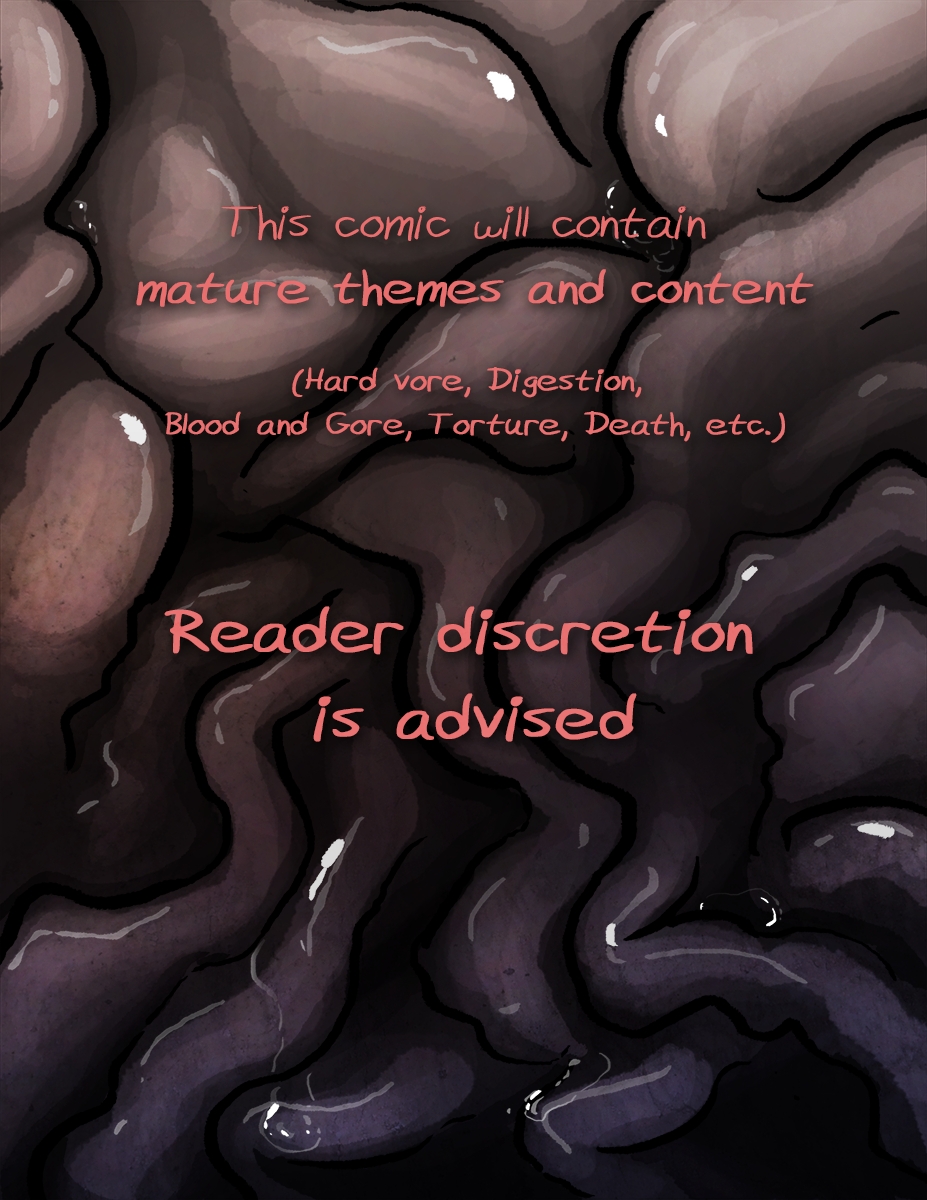 This comic will contain
mature themes and content
(Hard vore, Digestion,
Blood and Gore, Torture, Death, etc.)
Reader discretion
is advised